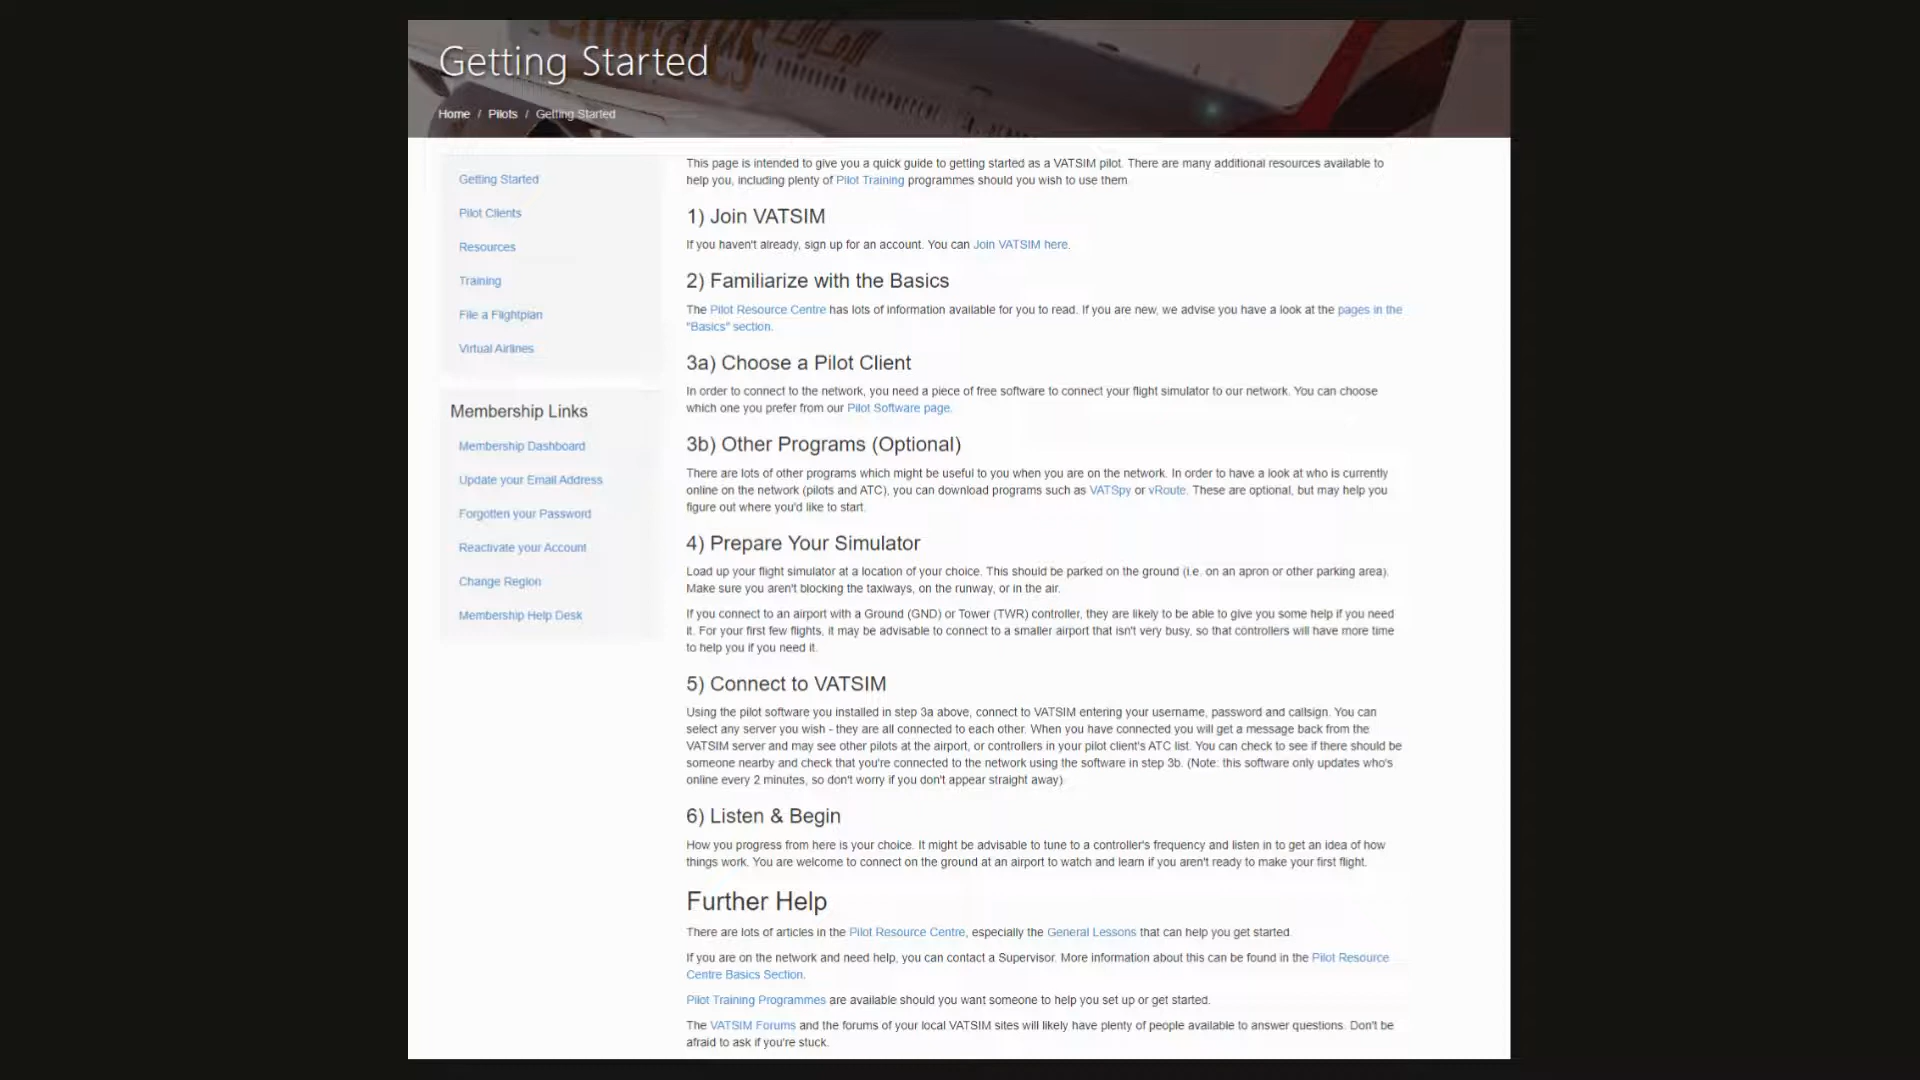 Emirates
Getting Started
Home / Pilots / Getting Started
Getting Started
Pilot Clients
Resources
Training
File a Flightplan
Virtual Airlines
Membership Links
Membership Dashboard
Update your Email Address
Forgotten your Password
Reactivate your Account
Change Region
Membership Help Desk
This page is intended to give you a quick guide to getting started as a VATSIM pilot. There are many additional resources available to
help you, including plenty of Pilot Training programmes should you wish to use them.
1) Join VATSIM
If you haven't already, sign up for an account. You can Join VATSIM here.
2) Familiarize with the Basics
The Pilot Resource Centre has lots of information available for you to read. If you are new, we advise you have a look at the pages in the
"Basics" section.
3a) Choose a Pilot Client
In order to connect to the network, you need a piece of free software to connect your flight simulator to our network. You can choose
which one you prefer from our Pilot Software page.
3b) Other Programs (Optional)
There are lots of other programs which might be useful to you when you are on the network. In order to have a look at who is currently
online on the network (pilots and ATC), you can download programs such as VATSpy or vRoute. These are optional, but may help you
figure out where you'd like to start.
4) Prepare Your Simulator
Load up your flight simulator at a location of your choice. This should be parked on the ground (i.e. on an apron or other parking area).
Make sure you aren't blocking the taxiways, on the runway, or in the air.
If you connect to an airport with a Ground (GND) or Tower (TWR) controller, they are likely to be able to give you some help if you need
it. For your first few flights, it may be advisable to connect to a smaller airport that isn't very busy, so that controllers will have more time
to help you if you need it.
5) Connect to VATSIM
Using the pilot software you installed in step 3a above, connect to VATSIM entering your username, password and callsign. You can
select any server you wish - they are all connected to each other. When you have connected you will get a message back from the
VATSIM server and may see other pilots at the airport, or controllers in your pilot client's ATC list. You can check to see if there should be
someone nearby and check that you're connected to the network using the software in step 3b. (Note: this software only updates who's
online every 2 minutes, so don't worry if you don't appear straight away)
6) Listen & Begin
How you progress from here is your choice. It might be advisable to tune to a controller's frequency and listen in to get an idea of how
things work. You are welcome to connect on the ground at an airport to watch and learn if you aren't ready to make your first flight.
Further Help
There are lots of articles in the Pilot Resource Centre, especially the General Lessons that can help you get started.
If you are on the network and need help, you can contact a Supervisor. More information about this can be found in the Pilot Resource
Centre Basics Section.
Pilot Training Programmes are available should you want someone to help you set up or get started.
The VATSIM Forums and the forums of your local VATSIM sites will likely have plenty of people available to answer questions. Don't be
afraid to ask if you're stuck.